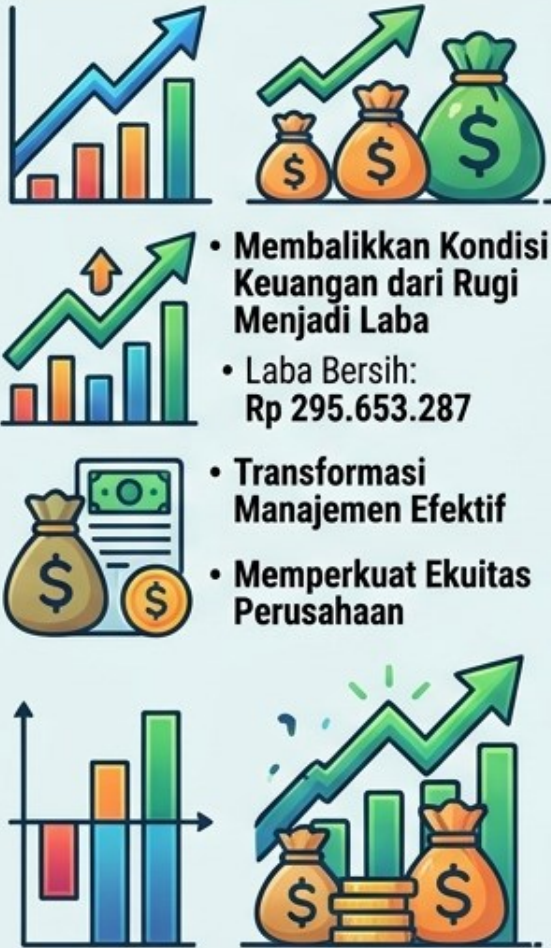 $ $ $
• Membalikkan Kondisi
Keuangan dari Rugi
Menjadi Laba
• Laba Bersih:
Rp 295.653.287
• Transformasi
Manajemen Efektif
$ $
• Memperkuat Ekuitas
Perusahaan
$ $